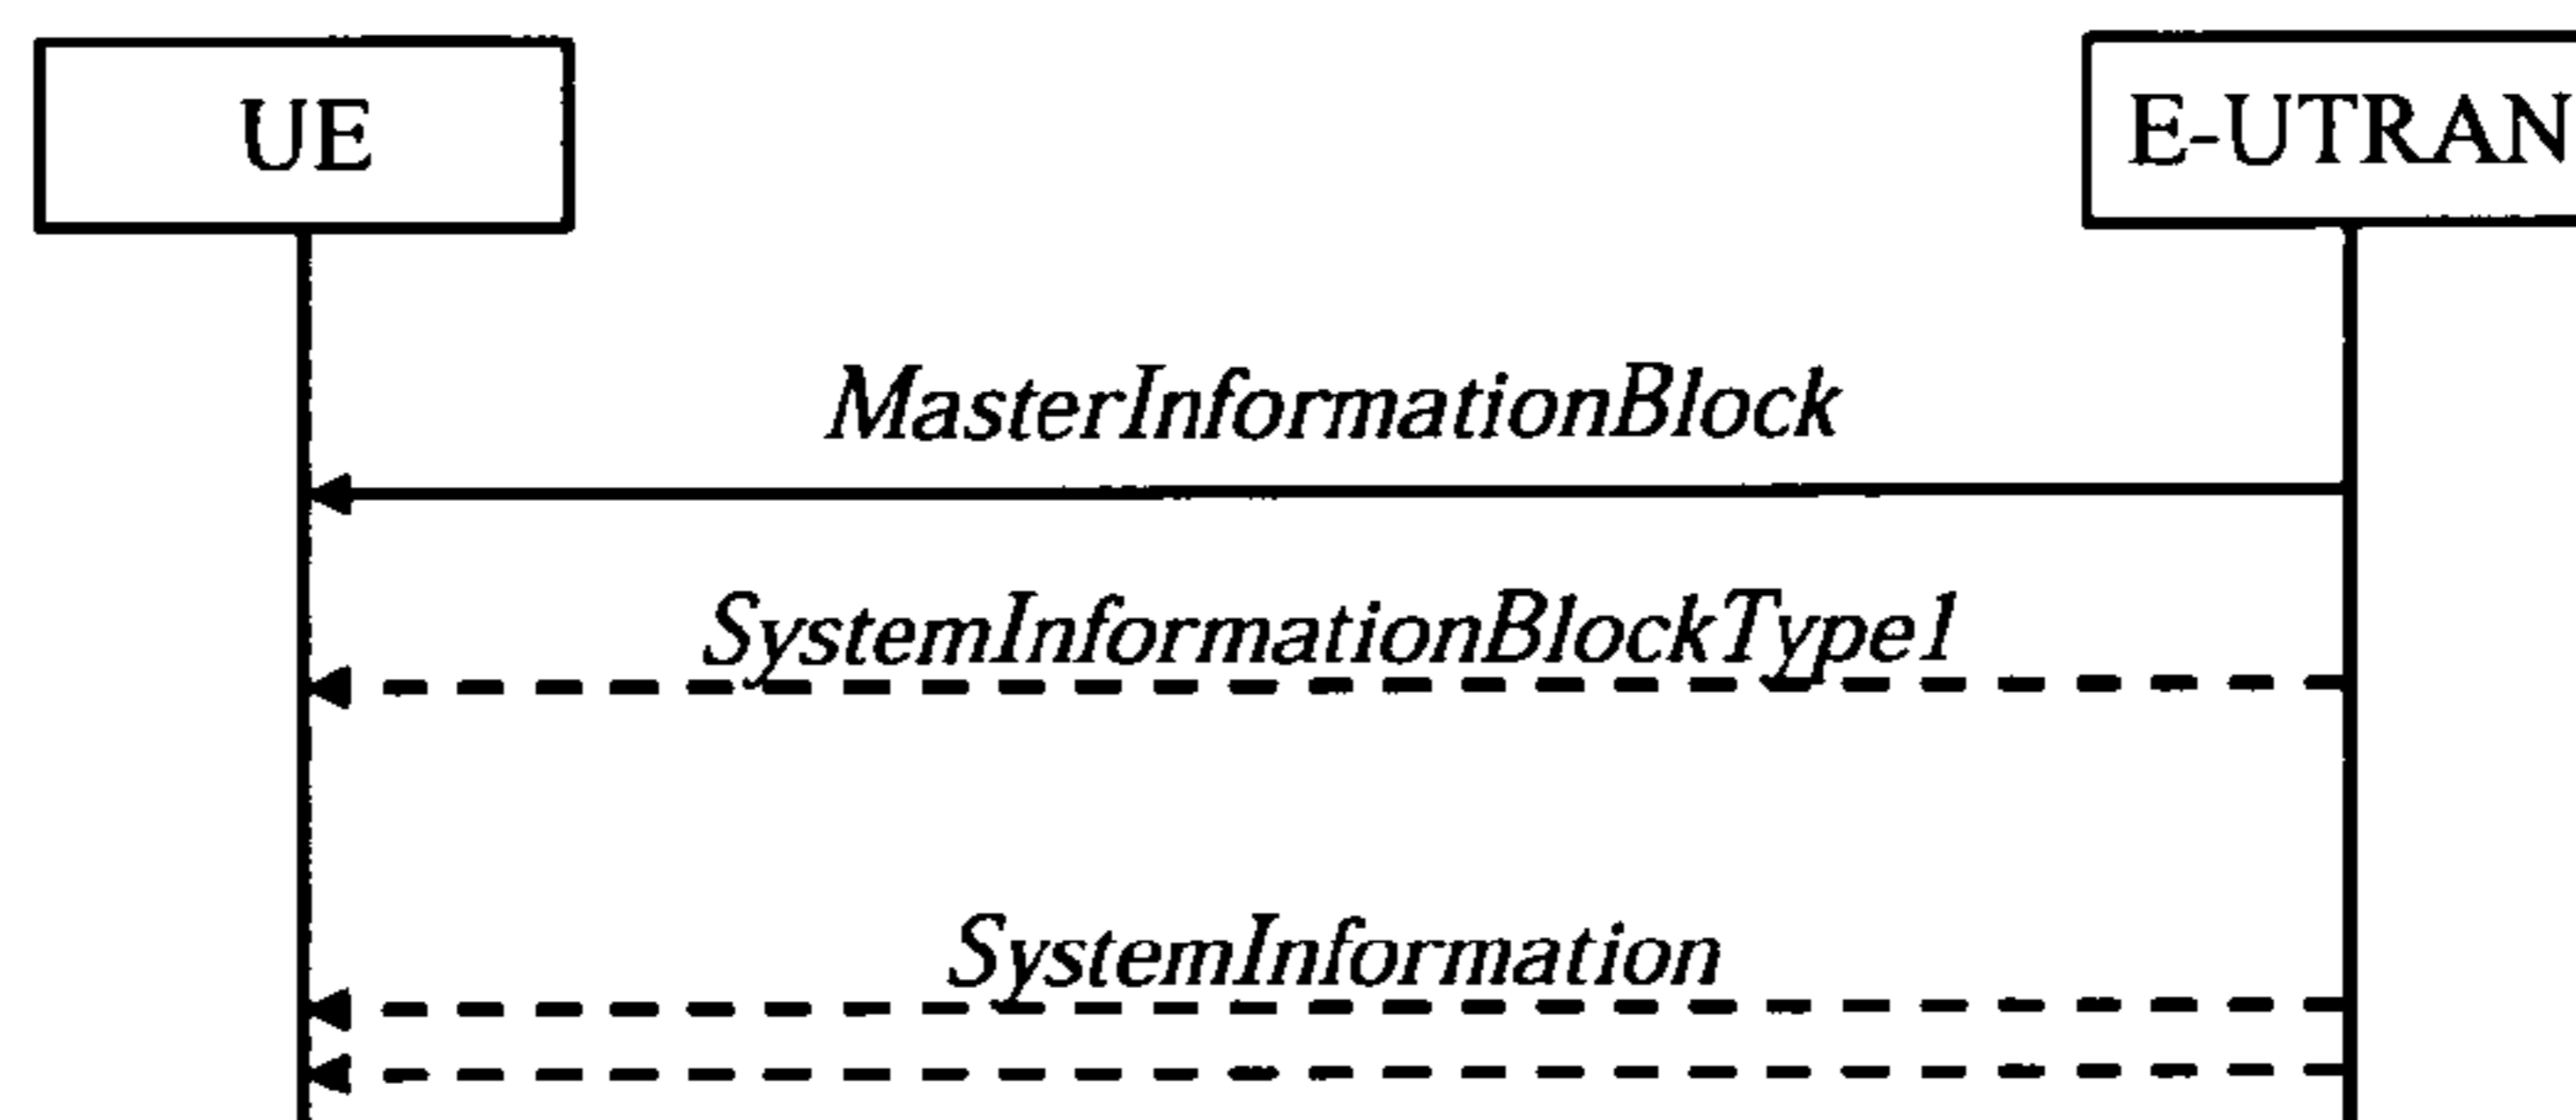 UE
E-UTRAN
MasterInformationBlock
SystemInformationBlockType1
SystemInformation